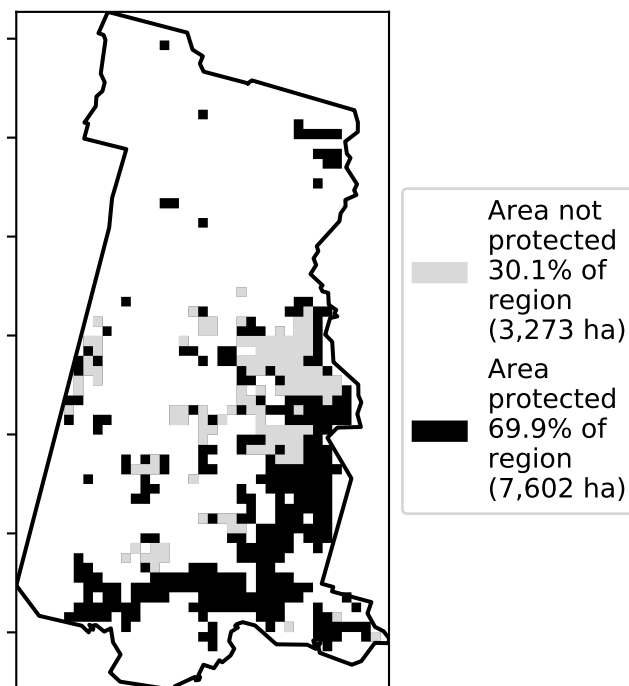 Area not
protected
30.1% of
region
(3,273 ha)
Area
protected
69.9% of
region
(7,602 ha)